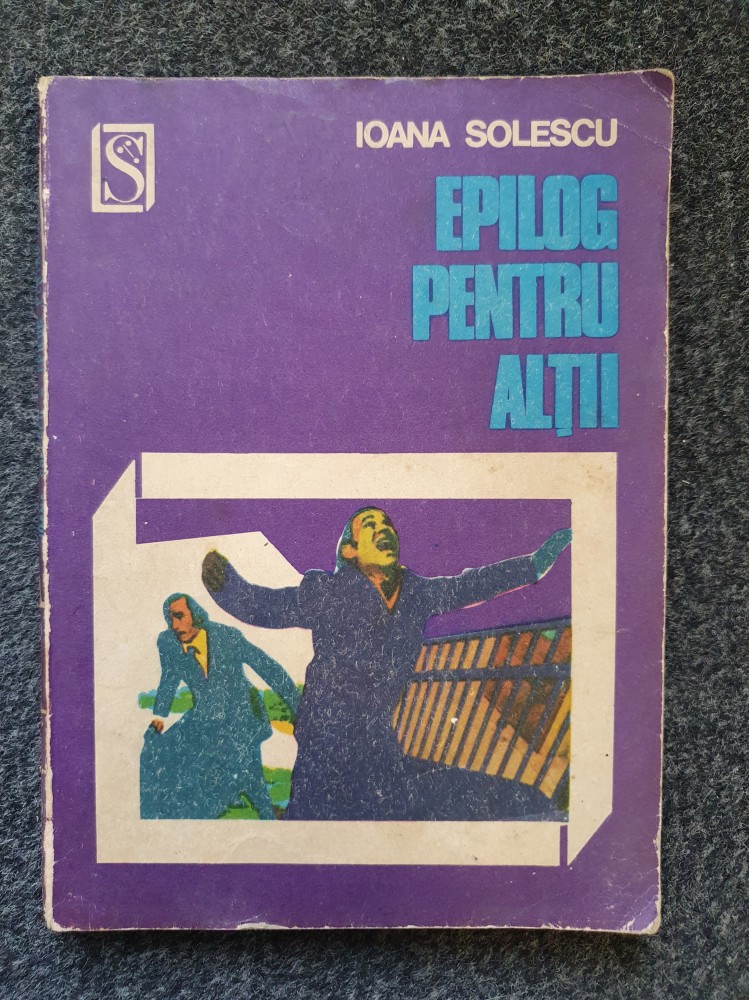 S
IOANA SOLESCU
EPILOG
PENTRU
ALȚII